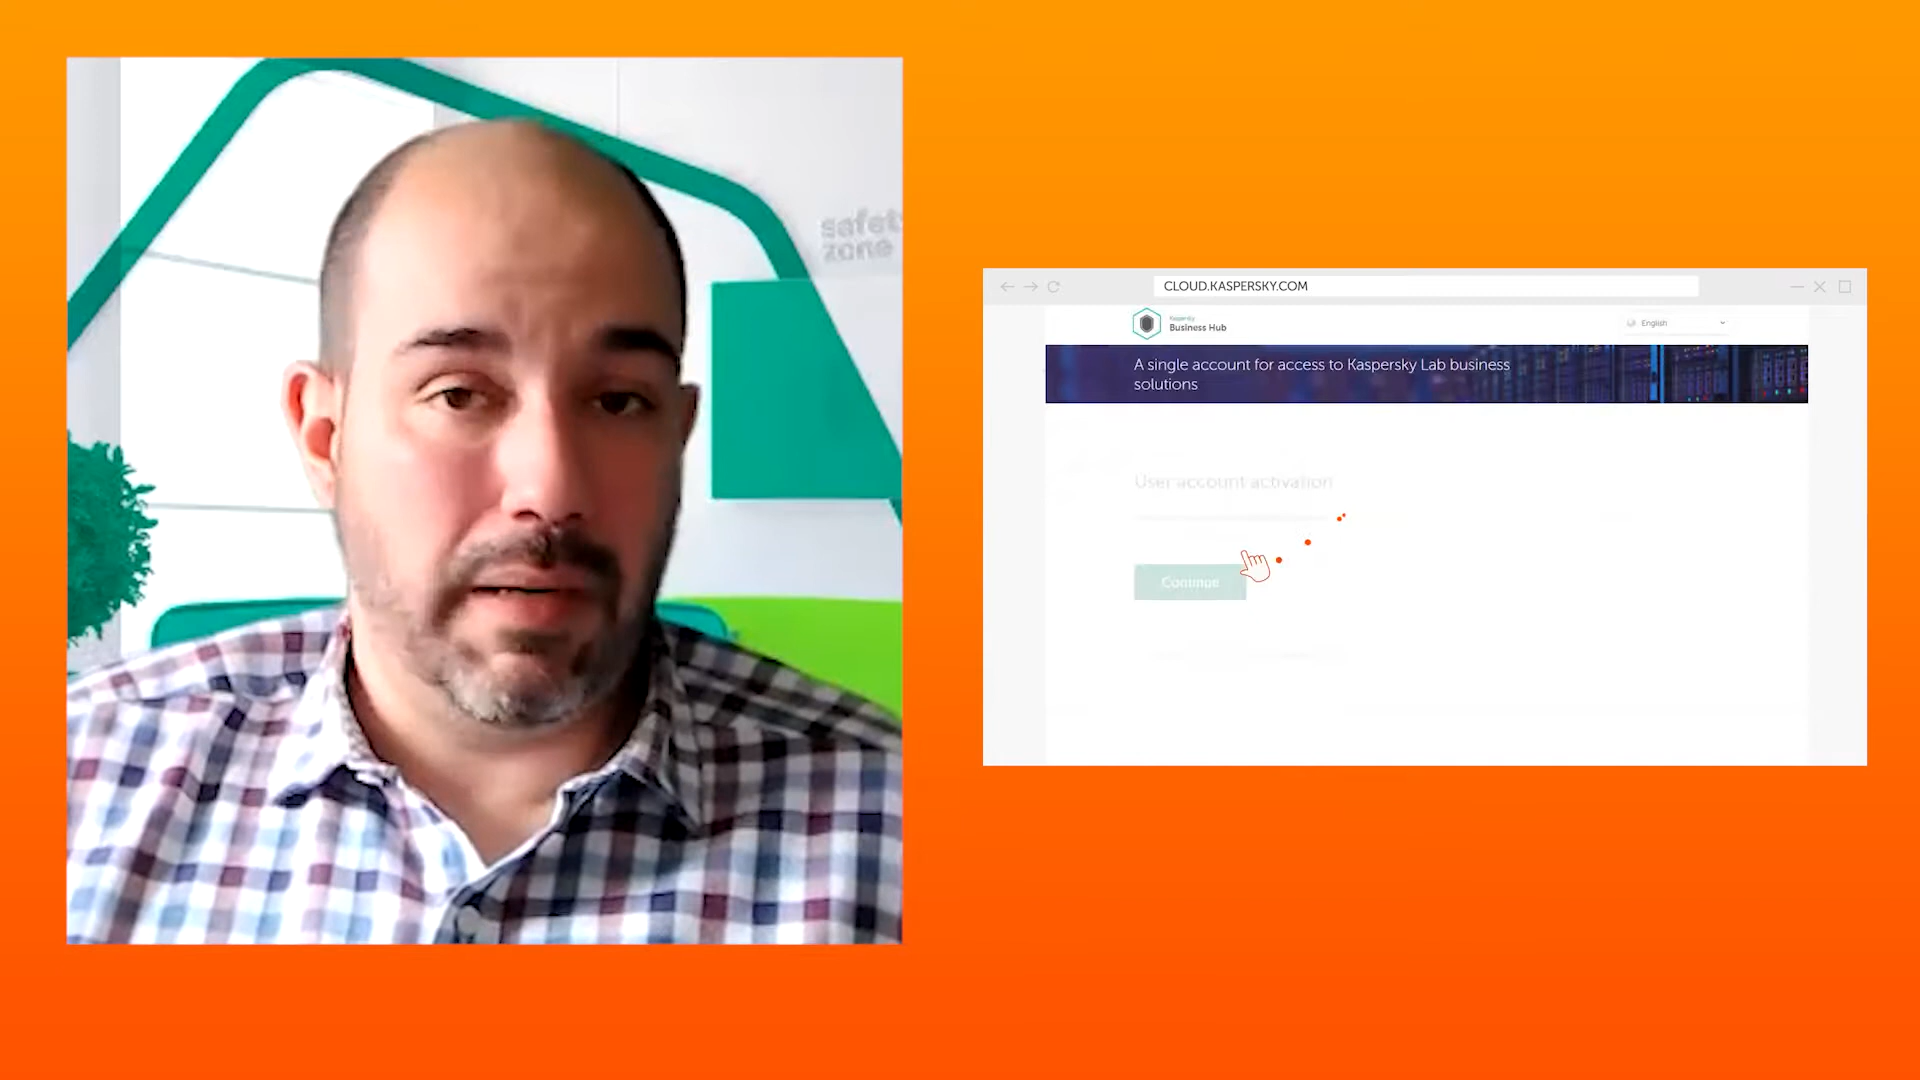 safety
zone
CLOUD.KASPERSKY.COM
Kaspersky
Business Hub
English
A single account for access to Kaspersky Lab business
solutions
User account activation
Continue